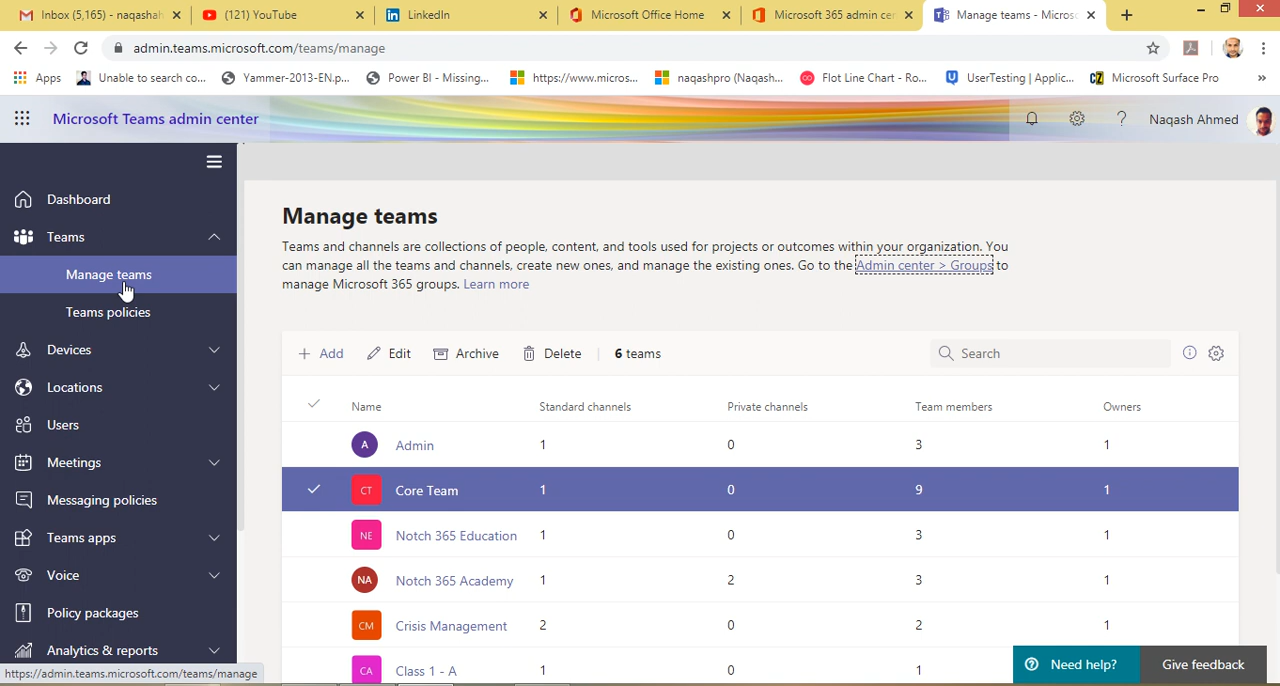 Inbox (5,165) - naqashah
(121) YouTube
LinkedIn
Microsoft Office Home
Microsoft 365 admin cen
Manage teams - Microso
admin.teams.microsoft.com/teams/manage
Apps
Unable to search co...
Yammer-2013-EN.p...
Power BI - Missing...
https://www.micros...
naqashpro (Naqash...
Flot Line Chart - Ro...
UserTesting | Applic...
Microsoft Surface Pro
»
Microsoft Teams admin center
?
Naqash Ahmed
Dashboard
Teams
Manage teams
Teams policies
Devices
Locations
Users
Meetings
Messaging policies
Teams apps
Voice
Policy packages
Analytics & reports
https://admin.teams.microsoft.com/teams/manage
Manage teams
Teams and channels are collections of people, content, and tools used for projects or outcomes within your organization. You
can manage all the teams and channels, create new ones, and manage the existing ones. Go to the Admin center > Groups to
manage Microsoft 365 groups. Learn more
Add Edit Archive Delete 6 teams Search
Name Standard channels Private channels Team members Owners
A Admin 1 0 3 1
CT Core Team 1 0 9 1
NE Notch 365 Education 1 0 3 1
NA Notch 365 Academy 1 2 3 1
CM Crisis Management 2 0 2 1
CA Class 1 - A 1 0 1
Need help? Give feedback